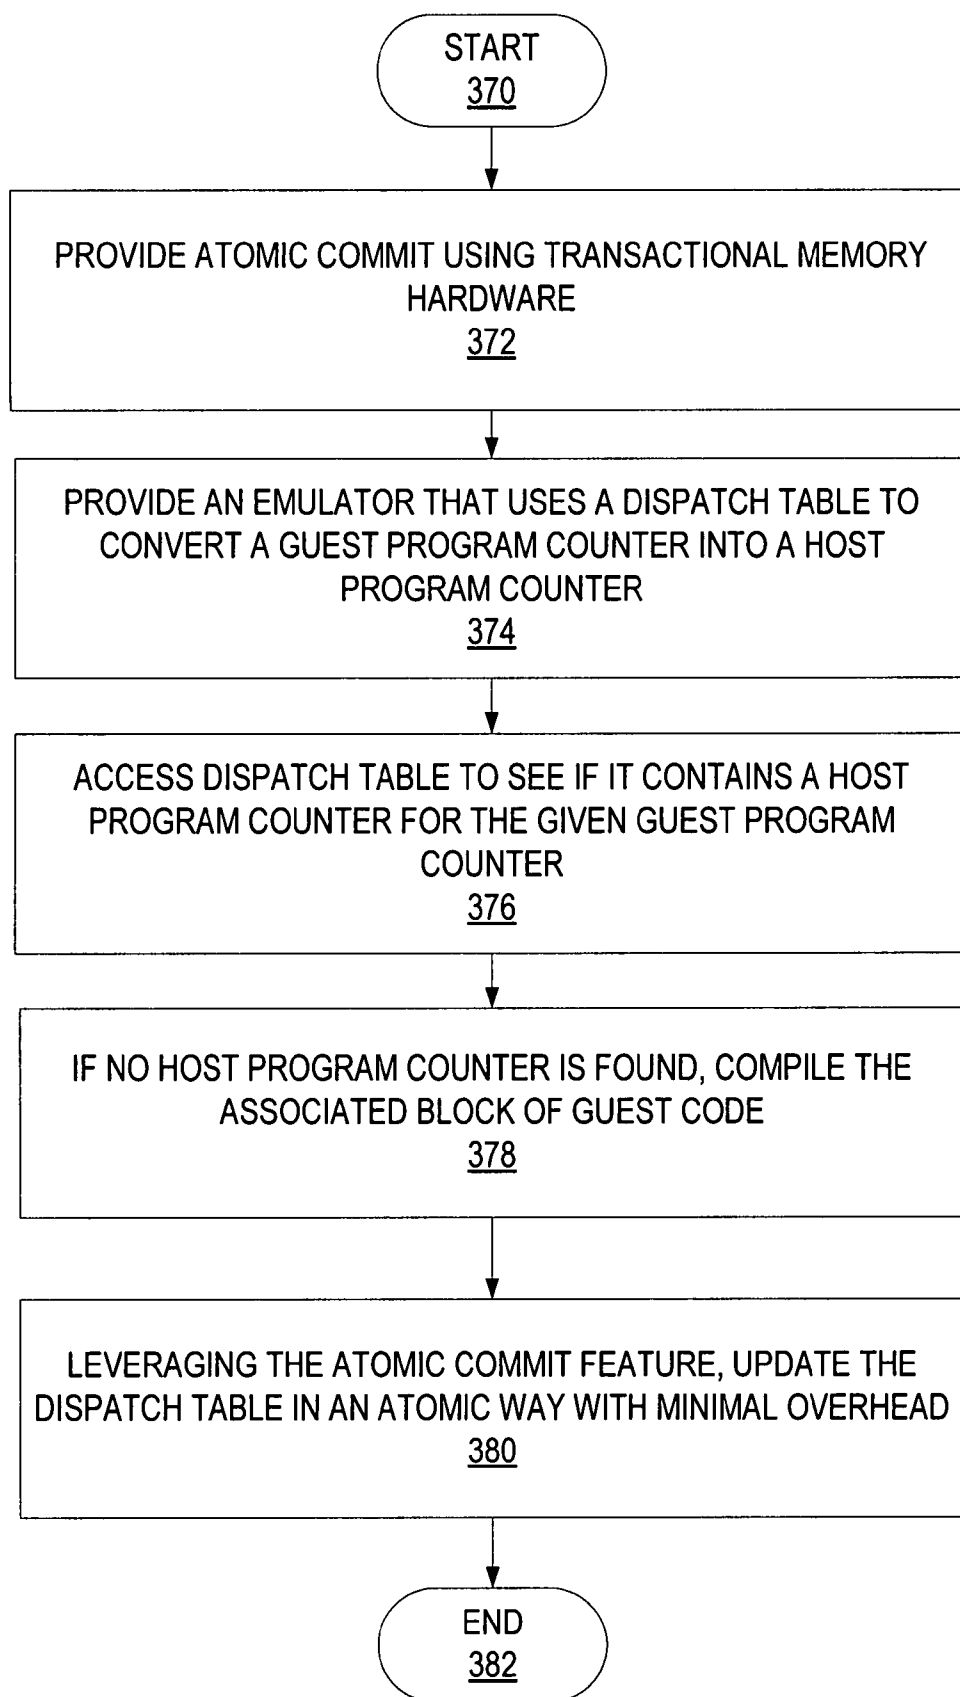 START
370
PROVIDE ATOMIC COMMIT USING TRANSACTIONAL MEMORY
HARDWARE
372
PROVIDE AN EMULATOR THAT USES A DISPATCH TABLE TO
CONVERT A GUEST PROGRAM COUNTER INTO A HOST
PROGRAM COUNTER
374
ACCESS DISPATCH TABLE TO SEE IF IT CONTAINS A HOST
PROGRAM COUNTER FOR THE GIVEN GUEST PROGRAM
COUNTER
376
IF NO HOST PROGRAM COUNTER IS FOUND, COMPILE THE
ASSOCIATED BLOCK OF GUEST CODE
378
LEVERAGING THE ATOMIC COMMIT FEATURE, UPDATE THE
DISPATCH TABLE IN AN ATOMIC WAY WITH MINIMAL OVERHEAD
380
END
382